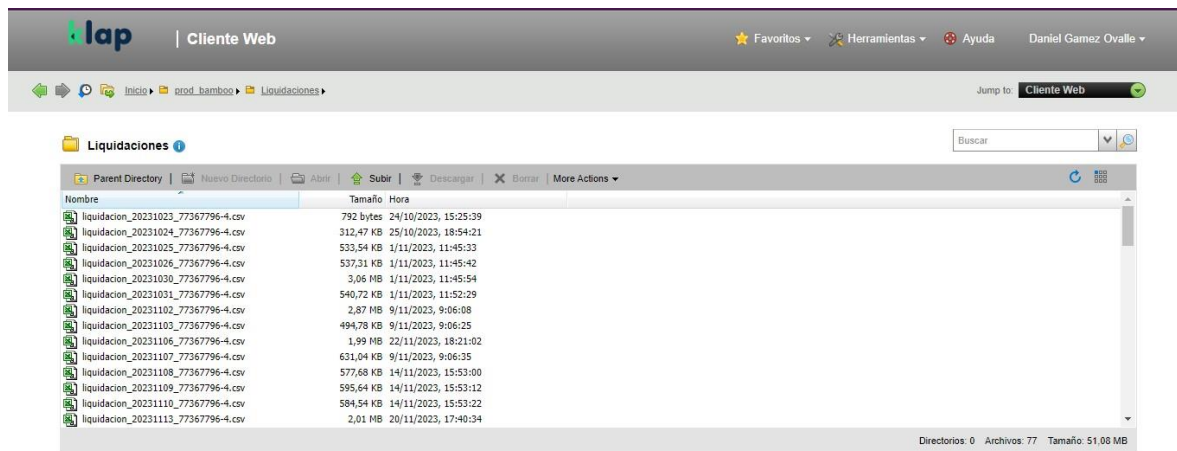 klap | Cliente Web
Favoritos Herramientas Ayuda Daniel Gamez Ovalle
Inicio prod_bamboo Liquidaciones Jump to: Cliente Web
Liquidaciones Buscar
Parent Directory | Nuevo Directorio | Abrir | Subir | Descargar | Borrar | More Actions
Nombre Tamaño Hora
liquidacion_20231023_77367796-4.csv 792 bytes 24/10/2023, 15:25:39
liquidacion_20231024_77367796-4.csv 312,47 KB 25/10/2023, 18:54:21
liquidacion_20231025_77367796-4.csv 533,54 KB 1/11/2023, 11:45:33
liquidacion_20231026_77367796-4.csv 537,31 KB 1/11/2023, 11:45:42
liquidacion_20231030_77367796-4.csv 3,06 MB 1/11/2023, 11:45:54
liquidacion_20231031_77367796-4.csv 540,72 KB 1/11/2023, 11:52:29
liquidacion_20231102_77367796-4.csv 2,87 MB 9/11/2023, 9:06:08
liquidacion_20231103_77367796-4.csv 494,78 KB 9/11/2023, 9:06:25
liquidacion_20231106_77367796-4.csv 1,99 MB 22/11/2023, 18:21:02
liquidacion_20231107_77367796-4.csv 631,04 KB 9/11/2023, 9:06:35
liquidacion_20231108_77367796-4.csv 577,68 KB 14/11/2023, 15:53:00
liquidacion_20231109_77367796-4.csv 595,64 KB 14/11/2023, 15:53:12
liquidacion_20231110_77367796-4.csv 584,54 KB 14/11/2023, 15:53:22
liquidacion_20231113_77367796-4.csv 2,01 MB 20/11/2023, 17:40:34
Directorios: 0 Archivos: 77 Tamaño: 51,08 MB